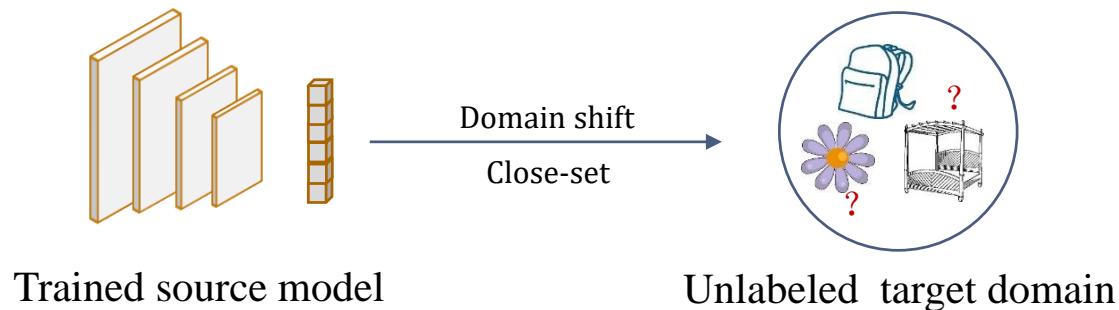 ?
Domain shift
Close-set
?
Trained source model
Unlabeled target domain